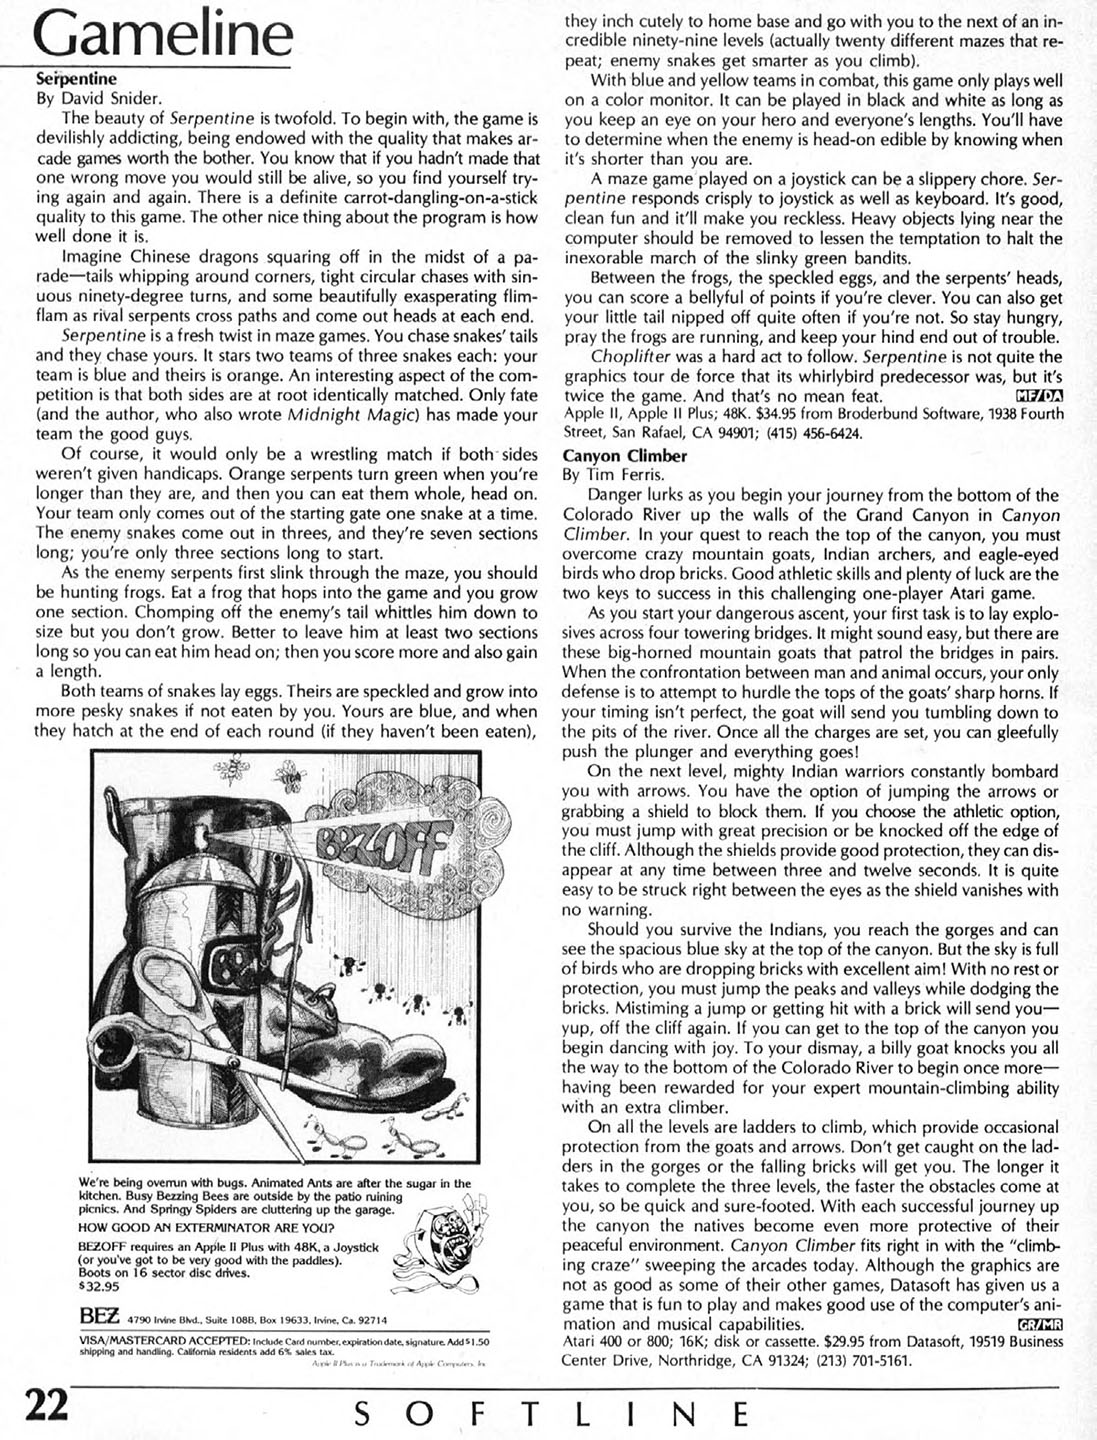 Gameline
Serpentine
By David Snider.
The beauty of Serpentine is twofold. To begin with, the game is
devilishly addicting, being endowed with the quality that makes ar-
cade games worth the bother. You know that if you hadn't made that
one wrong move you would still be alive, so you find yourself try-
ing again and again. There is a definite carrot-dangling-on-a-stick
quality to this game. The other nice thing about the program is how
well done it is.
Imagine Chinese dragons squaring off in the midst of a pa-
rade—tails whipping around corners, tight circular chases with sin-
uous ninety-degree turns, and some beautifully exasperating flim-
flam as rival serpents cross paths and come out heads at each end.
Serpentine is a fresh twist in maze games. You chase snakes' tails
and they chase yours. It stars two teams of three snakes each: your
team is blue and theirs is orange. An interesting aspect of the com-
petition is that both sides are at root identically matched. Only fate
(and the author, who also wrote Midnight Magic) has made your
team the good guys.
Of course, it would only be a wrestling match if both sides
weren't given handicaps. Orange serpents turn green when you're
longer than they are, and then you can eat them whole, head on.
Your team only comes out of the starting gate one snake at a time.
The enemy snakes come out in threes, and they're seven sections
long; you're only three sections long to start.
As the enemy serpents first slink through the maze, you should
be hunting frogs. Eat a frog that hops into the game and you grow
one section. Chomping off the enemy's tail whittles him down to
size but you don't grow. Better to leave him at least two sections
long so you can eat him head on; then you score more and also gain
a length.
Both teams of snakes lay eggs. Theirs are speckled and grow into
more pesky snakes if not eaten by you. Yours are blue, and when
they hatch at the end of each round (if they haven't been eaten),
BEZOFF
BEZ
We're being overrun with bugs. Animated Ants are after the sugar in the
kitchen. Busy Bezzing Bees are outside by the patio ruining
picnics. And Springy Spiders are cluttering up the garage.
HOW GOOD AN EXTERMINATOR ARE YOU?
BEZOFF requires an Apple II Plus with 48K, a Joystick
(or you've got to be very good with the paddles).
Boots on 16 sector disc drives.
$32.95
BEZ 4790 Irvine Blvd., Suite 108B, Box 19633, Irvine, Ca. 92714
VISA/MASTERCARD ACCEPTED: Include Card number, expiration date, signature. Add $1.50
shipping and handling. California residents add 6% sales tax.
Apple II Plus is a Trademark of Apple Computers, Inc
they inch cutely to home base and go with you to the next of an in-
credible ninety-nine levels (actually twenty different mazes that re-
peat; enemy snakes get smarter as you climb).
With blue and yellow teams in combat, this game only plays well
on a color monitor. It can be played in black and white as long as
you keep an eye on your hero and everyone's lengths. You'll have
to determine when the enemy is head-on edible by knowing when
it's shorter than you are.
A maze game played on a joystick can be a slippery chore. Ser-
pentine responds crisply to joystick as well as keyboard. It's good,
clean fun and it'll make you reckless. Heavy objects lying near the
computer should be removed to lessen the temptation to halt the
inexorable march of the slinky green bandits.
Between the frogs, the speckled eggs, and the serpents' heads,
you can score a bellyful of points if you're clever. You can also get
your little tail nipped off quite often if you're not. So stay hungry,
pray the frogs are running, and keep your hind end out of trouble.
Choplifter was a hard act to follow. Serpentine is not quite the
graphics tour de force that its whirlybird predecessor was, but it's
twice the game. And that's no mean feat. MF/DA
Apple II, Apple II Plus; 48K. $34.95 from Broderbund Software, 1938 Fourth
Street, San Rafael, CA 94901; (415) 456-6424.
Canyon Climber
By Tim Ferris.
Danger lurks as you begin your journey from the bottom of the
Colorado River up the walls of the Grand Canyon in Canyon
Climber. In your quest to reach the top of the canyon, you must
overcome crazy mountain goats, Indian archers, and eagle-eyed
birds who drop bricks. Good athletic skills and plenty of luck are the
two keys to success in this challenging one-player Atari game.
As you start your dangerous ascent, your first task is to lay explo-
sives across four towering bridges. It might sound easy, but there are
these big-horned mountain goats that patrol the bridges in pairs.
When the confrontation between man and animal occurs, your only
defense is to attempt to hurdle the tops of the goats' sharp horns. If
your timing isn't perfect, the goat will send you tumbling down to
the pits of the river. Once all the charges are set, you can gleefully
push the plunger and everything goes!
On the next level, mighty Indian warriors constantly bombard
you with arrows. You have the option of jumping the arrows or
grabbing a shield to block them. If you choose the athletic option,
you must jump with great precision or be knocked off the edge of
the cliff. Although the shields provide good protection, they can dis-
appear at any time between three and twelve seconds. It is quite
easy to be struck right between the eyes as the shield vanishes with
no warning.
Should you survive the Indians, you reach the gorges and can
see the spacious blue sky at the top of the canyon. But the sky is full
of birds who are dropping bricks with excellent aim! With no rest or
protection, you must jump the peaks and valleys while dodging the
bricks. Mistiming a jump or getting hit with a brick will send you—
yup, off the cliff again. If you can get to the top of the canyon you
begin dancing with joy. To your dismay, a billy goat knocks you all
the way to the bottom of the Colorado River to begin once more—
having been rewarded for your expert mountain-climbing ability
with an extra climber.
On all the levels are ladders to climb, which provide occasional
protection from the goats and arrows. Don't get caught on the lad-
ders in the gorges or the falling bricks will get you. The longer it
takes to complete the three levels, the faster the obstacles come at
you, so be quick and sure-footed. With each successful journey up
the canyon the natives become even more protective of their
peaceful environment. Canyon Climber fits right in with the "climb-
ing craze" sweeping the arcades today. Although the graphics are
not as good as some of their other games, Datasoft has given us a
game that is fun to play and makes good use of the computer's ani-
mation and musical capabilities. GR/MR
Atari 400 or 800; 16K; disk or cassette. $29.95 from Datasoft, 19519 Business
Center Drive, Northridge, CA 91324; (213) 701-5161.
22 SOFTLINE